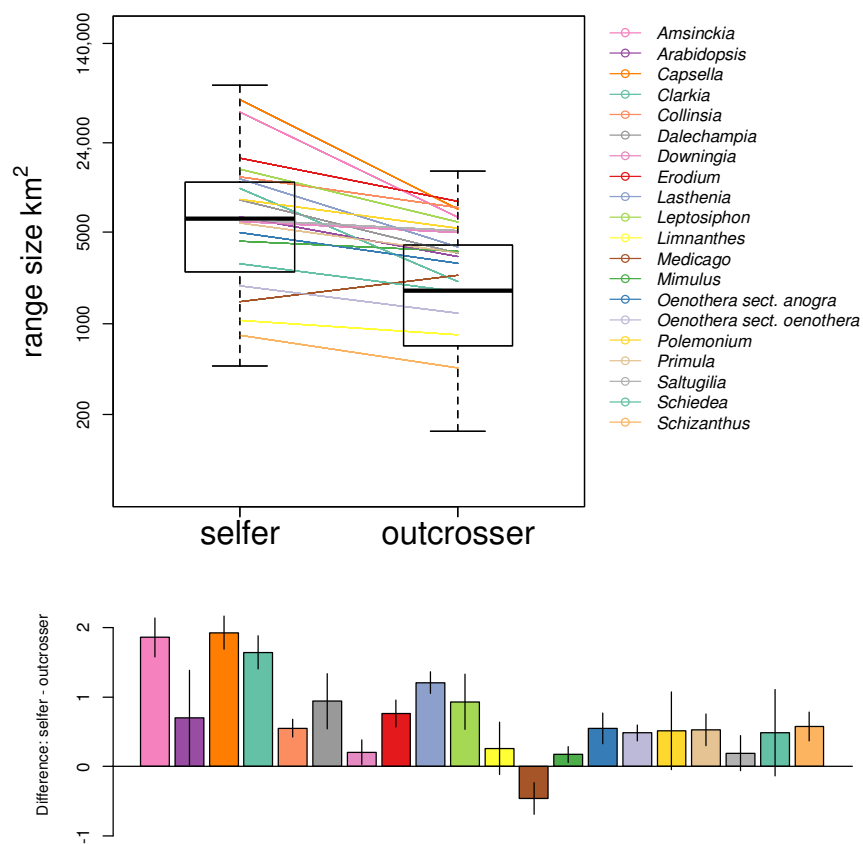 range size km²
140,000
24,000
5000
1000
200
selfer
outcrosser
Amsinckia
Arabidopsis
Capsella
Clarkia
Collinsia
Dalechampia
Downingia
Erodium
Lasthenia
Leptosiphon
Limnanthes
Medicago
Mimulus
Oenothera sect. anogra
Oenothera sect. oenothera
Polemonium
Primula
Saltugilia
Schiedea
Schizanthus
Difference: selfer - outcrosser
2
1
0
-1